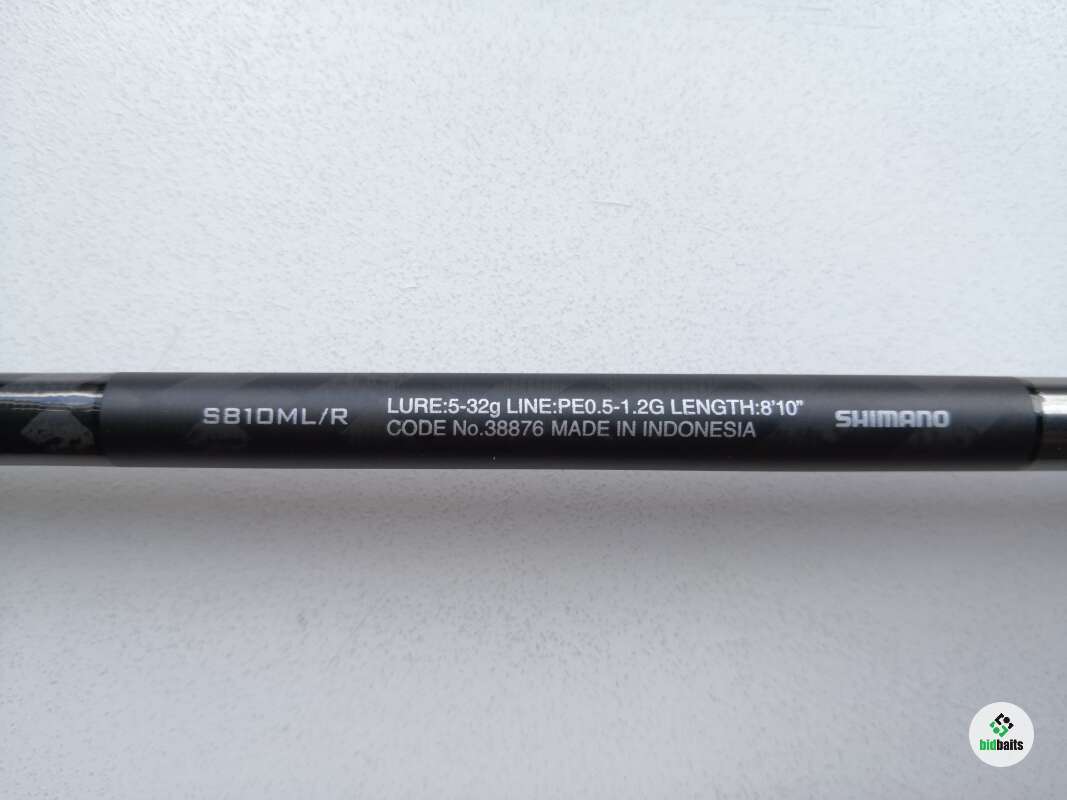 S810ML/R
LURE:5-32g LINE:PE0.5-1.2G LENGTH:8'10"
CODE No.38876 MADE IN INDONESIA
SHIMANO
bidbaits